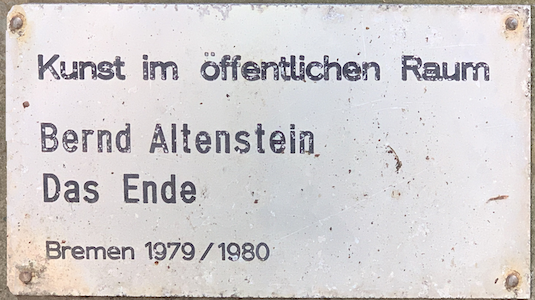 Kunst im öffentlichen Raum
Bernd Altenstein
Das Ende
Bremen 1979/1980